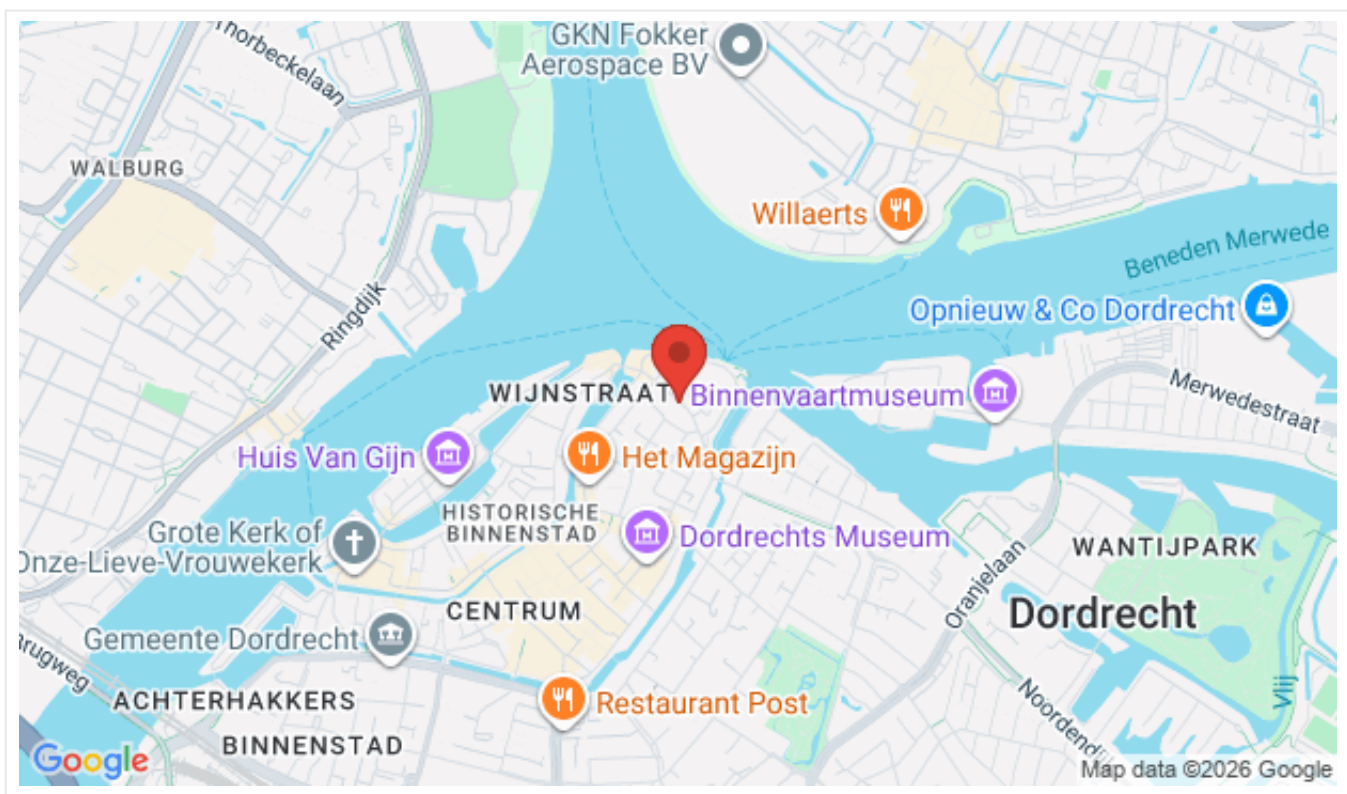 GKN Fokker
Aerospace BV
Thorbeckelaan
WALBURG
Willaerts
Beneden Merwede
Ringdijk
Opnieuw & Co Dordrecht
WIJNSTRAAT
Binnenvaartmuseum
Merwedestraat
Huis Van Gijn
Het Magazijn
HISTORISCHE
BINNENSTAD
Grote Kerk of
Onze-Lieve-Vrouwekerk
Dordrechts Museum
WANTIJPARK
Oranjelaan
CENTRUM
Dordrecht
Gemeente Dordrecht
Brugweg
ACHTERHAKKERS
Restaurant Post
Vlij
Noordendijk
BINNENSTAD
Google
Map data ©2026 Google